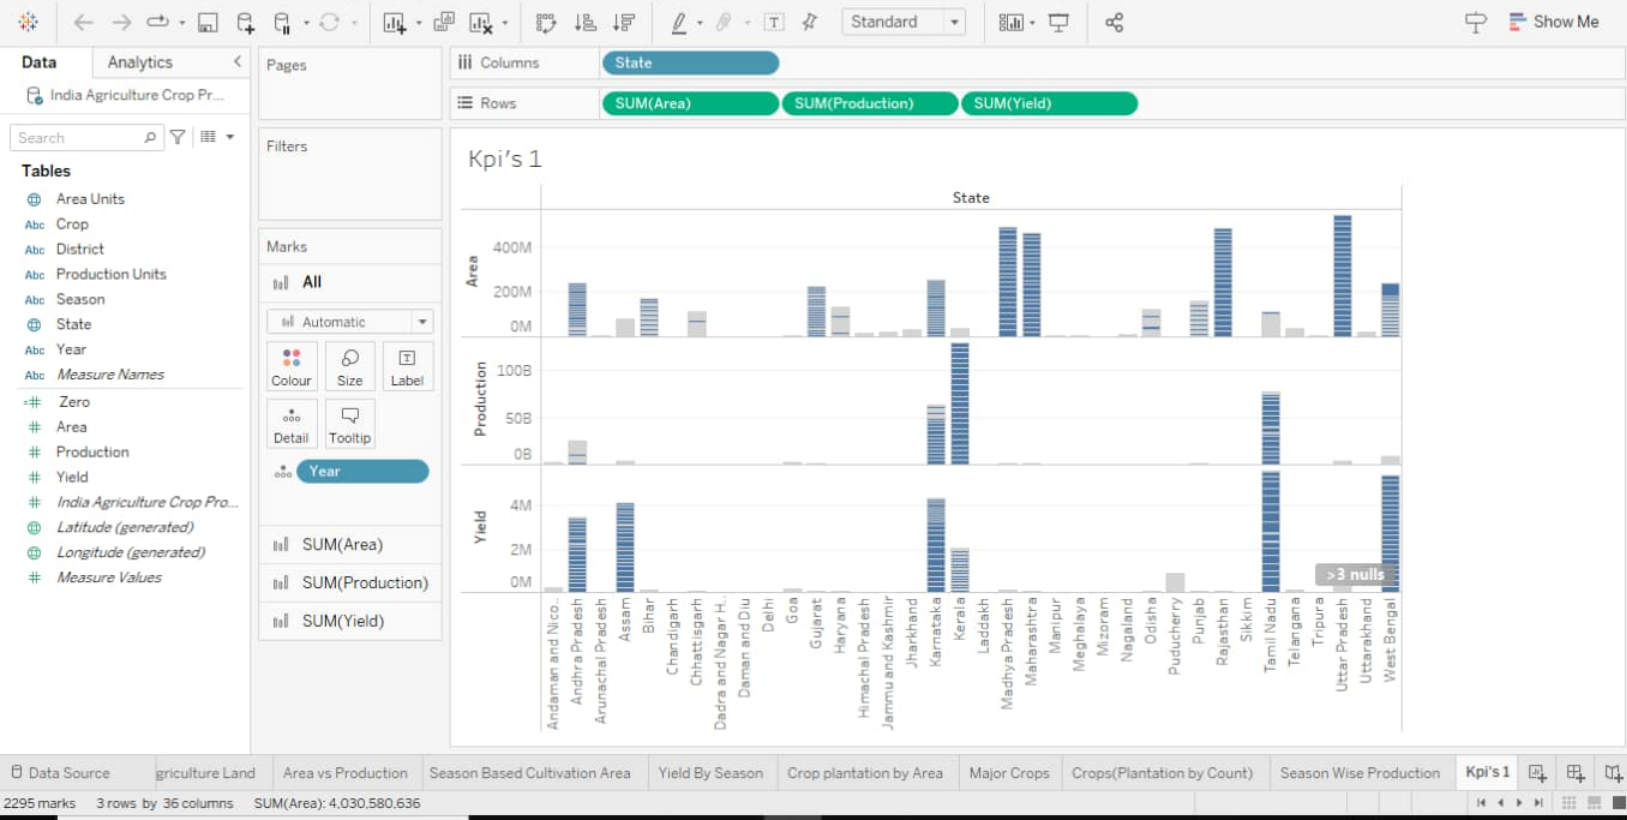 Standard
Show Me
Data
Analytics
India Agriculture Crop Pr...
Search
Tables
Area Units
Abc Crop
Abc District
Abc Production Units
Abc Season
State
Abc Year
Abc Measure Names
=# Zero
# Area
# Production
# Yield
# India Agriculture Crop Pro...
Latitude (generated)
Longitude (generated)
# Measure Values
Pages
Filters
Marks
All
Automatic
Colour
Size
Label
Detail
Tooltip
Year
SUM(Area)
SUM(Production)
SUM(Yield)
Columns
State
Rows
SUM(Area)
SUM(Production)
SUM(Yield)
Kpi's 1
State
Area
400M
200M
0M
Production
100B
50B
0B
Yield
4M
2M
0M
>3 nulls
Andaman and Nico..
Andhra Pradesh
Arunachal Pradesh
Assam
Bihar
Chandigarh
Chhattisgarh
Dadra and Nagar H..
Daman and Diu
Delhi
Goa
Gujarat
Haryana
Himachal Pradesh
Jammu and Kashmir
Jharkhand
Karnataka
Kerala
Laddakh
Madhya Pradesh
Maharashtra
Manipur
Meghalaya
Mizoram
Nagaland
Odisha
Puducherry
Punjab
Rajasthan
Sikkim
Tamil Nadu
Telangana
Tripura
Uttar Pradesh
Uttarakhand
West Bengal
Data Source
griculture Land
Area vs Production
Season Based Cultivation Area
Yield By Season
Crop plantation by Area
Major Crops
Crops(Plantation by Count)
Season Wise Production
Kpi's 1
2295 marks
3 rows by 36 columns
SUM(Area): 4,030,580,636